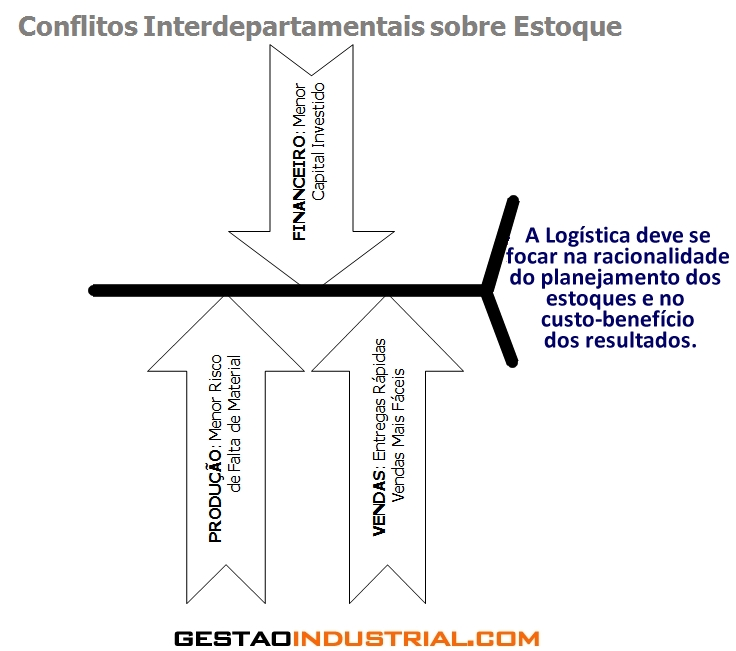 Conflitos Interdepartamentais sobre Estoque
FINANCEIRO: Menor
Capital Investido
A Logística deve se
focar na racionalidade
do planejamento dos
estoques e no
custo-benefício
dos resultados.
PRODUÇÃO: Menor Risco
de Falta de Material
VENDAS: Entregas Rápidas
Vendas Mais Fáceis
GESTAOINDUSTRIAL.COM